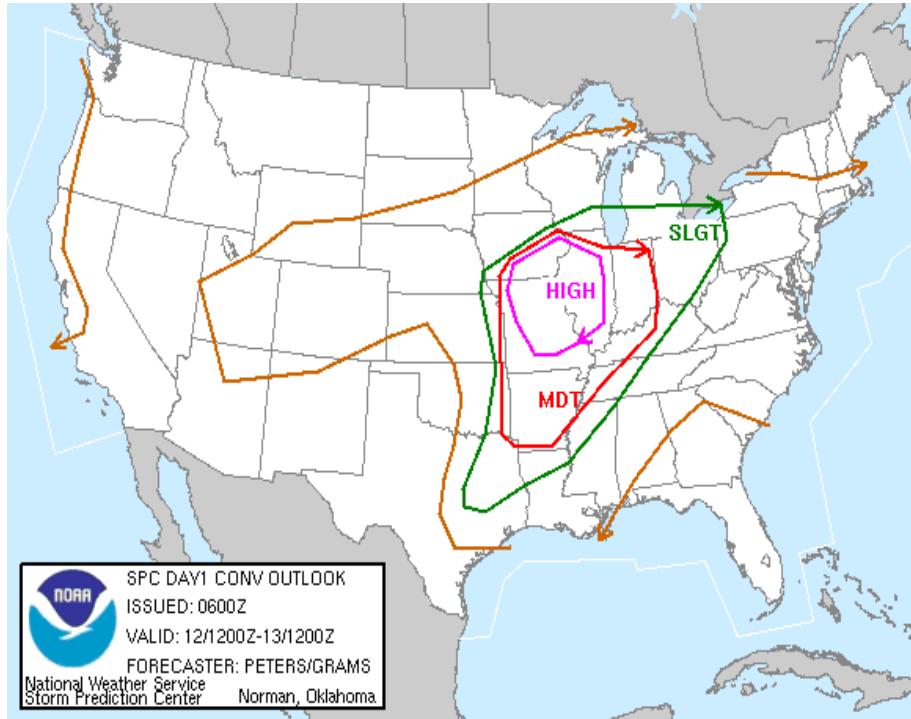 SLGT
HIGH
MDT
NOAA
SPC DAY1 CONV OUTLOOK
ISSUED: 0600Z
VALID: 12/1200Z-13/1200Z
FORECASTER: PETERS/GRAMS
National Weather Service
Storm Prediction Center Norman, Oklahoma